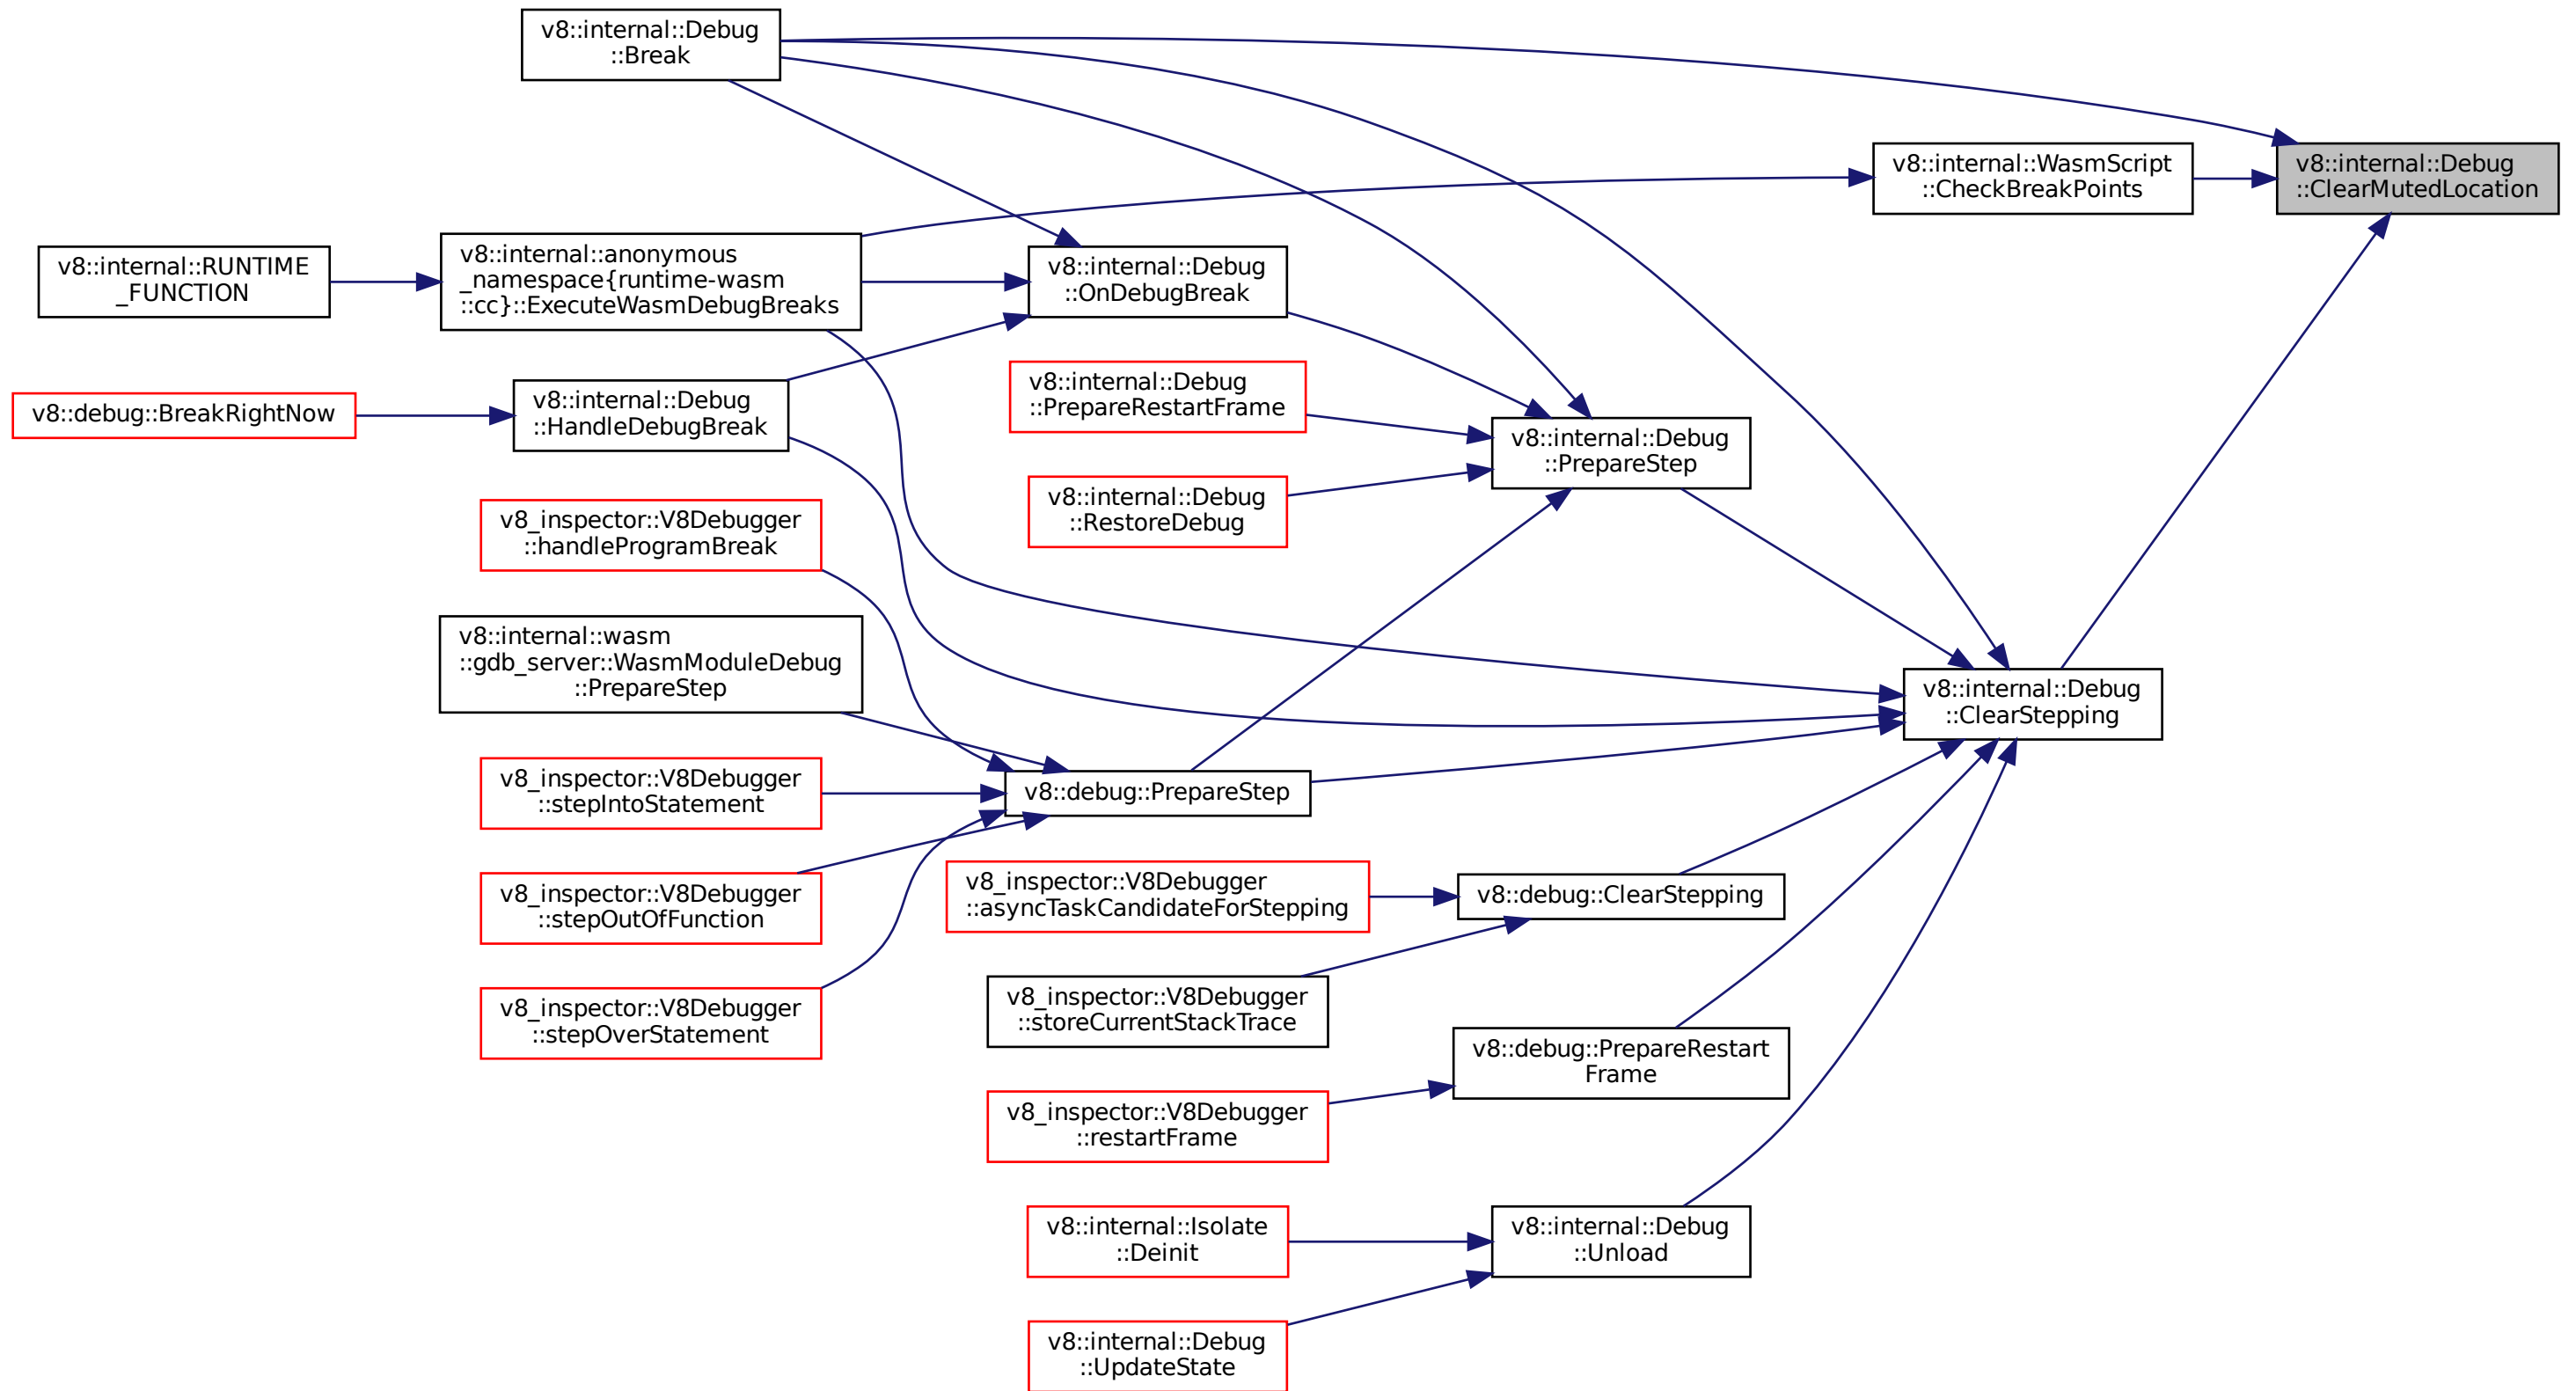 v8::internal::Debug
::Break
v8::internal::WasmScript
::CheckBreakPoints
v8::internal::Debug
::ClearMutedLocation
v8::internal::RUNTIME
_FUNCTION
v8::internal::anonymous
_namespace{runtime-wasm
::cc}::ExecuteWasmDebugBreaks
v8::internal::Debug
::OnDebugBreak
v8::internal::Debug
::PrepareRestartFrame
v8::debug::BreakRightNow
v8::internal::Debug
::HandleDebugBreak
v8::internal::Debug
::PrepareStep
v8::internal::Debug
::RestoreDebug
v8_inspector::V8Debugger
::handleProgramBreak
v8::internal::wasm
::gdb_server::WasmModuleDebug
::PrepareStep
v8::internal::Debug
::ClearStepping
v8_inspector::V8Debugger
::stepIntoStatement
v8::debug::PrepareStep
v8_inspector::V8Debugger
::stepOutOfFunction
v8_inspector::V8Debugger
::asyncTaskCandidateForStepping
v8::debug::ClearStepping
v8_inspector::V8Debugger
::stepOverStatement
v8_inspector::V8Debugger
::storeCurrentStackTrace
v8::debug::PrepareRestart
Frame
v8_inspector::V8Debugger
::restartFrame
v8::internal::Isolate
::Deinit
v8::internal::Debug
::Unload
v8::internal::Debug
::UpdateState